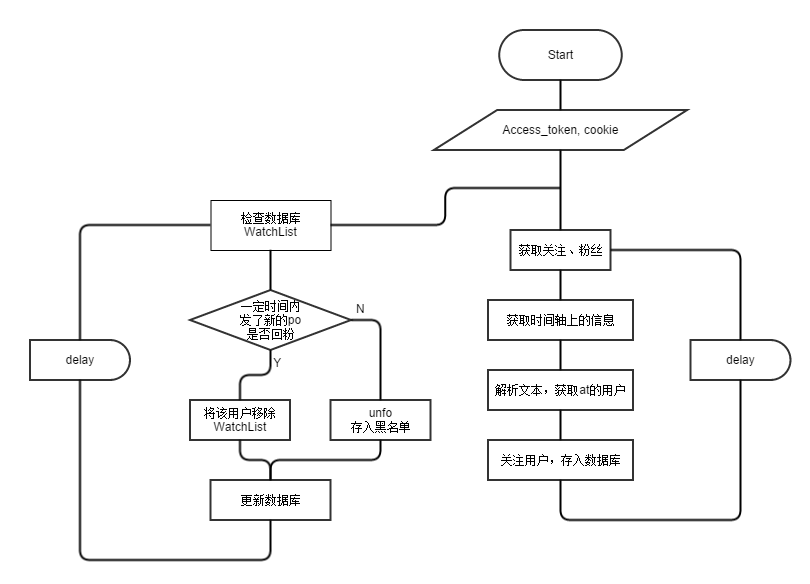 Start
Access_token, cookie
检查数据库
WatchList
获取关注、粉丝
一定时间内
发了新的po
是否回粉
N
Y
获取时间轴上的信息
delay
delay
解析文本，获取at的用户
将该用户移除
WatchList
unfo
存入黑名单
关注用户，存入数据库
更新数据库